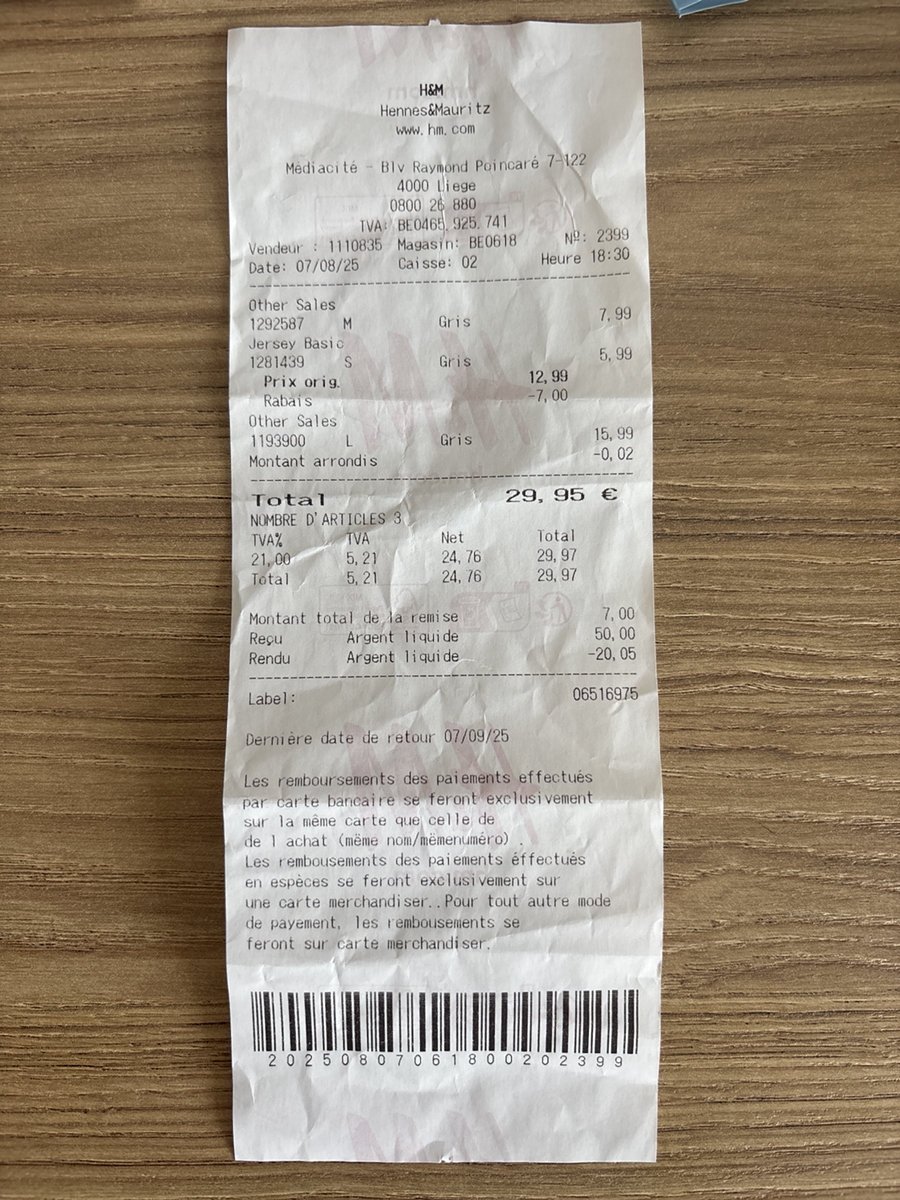 H&M
Hennes&Mauritz
www.hm.com
Médiacité - Blv Raymond Poincaré 7-122
4000 Liege
0800 26 880
TVA: BE0465.925.741
Vendeur : 1110835 Magasin: BE0618 Nº: 2399
Date: 07/08/25 Caisse: 02 Heure 18:30
Other Sales
1292587 M Gris 7,99
Jersey Basic
1281439 S Gris 5,99
Prix orig. 12,99
Rabais -7,00
Other Sales
1193900 L Gris 15,99
Montant arrondis -0,02
Total 29,95 €
NOMBRE D'ARTICLES 3
TVA% TVA Net Total
21,00 5,21 24,76 29,97
Total 5,21 24,76 29,97
Montant total de la remise 7,00
Reçu Argent liquide 50,00
Rendu Argent liquide -20,05
Label: 06516975
Dernière date de retour 07/09/25
Les remboursements des paiements effectués
par carte bancaire se feront exclusivement
sur la même carte que celle de
de l achat (mëme nom/mëmenuméro) .
Les rembousements des paiements éffectués
en espèces se feront exclusivement sur
une carte merchandiser..Pour tout autre mode
de payement, les rembousements se
feront sur carte merchandiser.
20250807061800202399